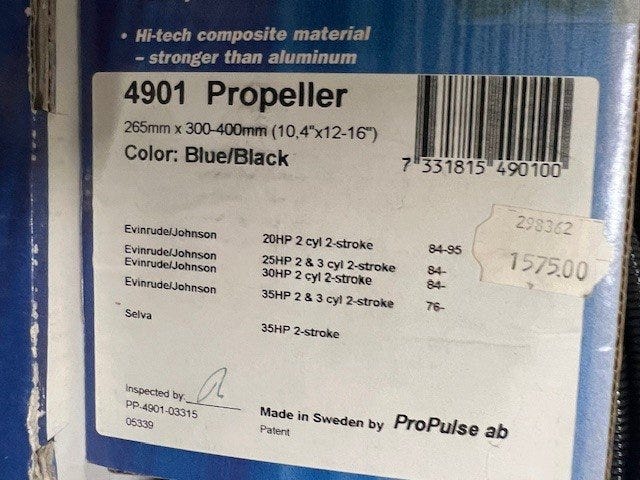 • Hi-tech composite material
– stronger than aluminum
4901 Propeller
265mm x 300-400mm (10,4"x12-16")
Color: Blue/Black
7 331815 490100
298362
1575.00
Evinrude/Johnson 20HP 2 cyl 2-stroke 84-95
Evinrude/Johnson 25HP 2 & 3 cyl 2-stroke 84-
Evinrude/Johnson 30HP 2 cyl 2-stroke 84-
Evinrude/Johnson 35HP 2 & 3 cyl 2-stroke 76-
Selva 35HP 2-stroke
Inspected by:
PP-4901-03315
05339
Made in Sweden by ProPulse ab
Patent